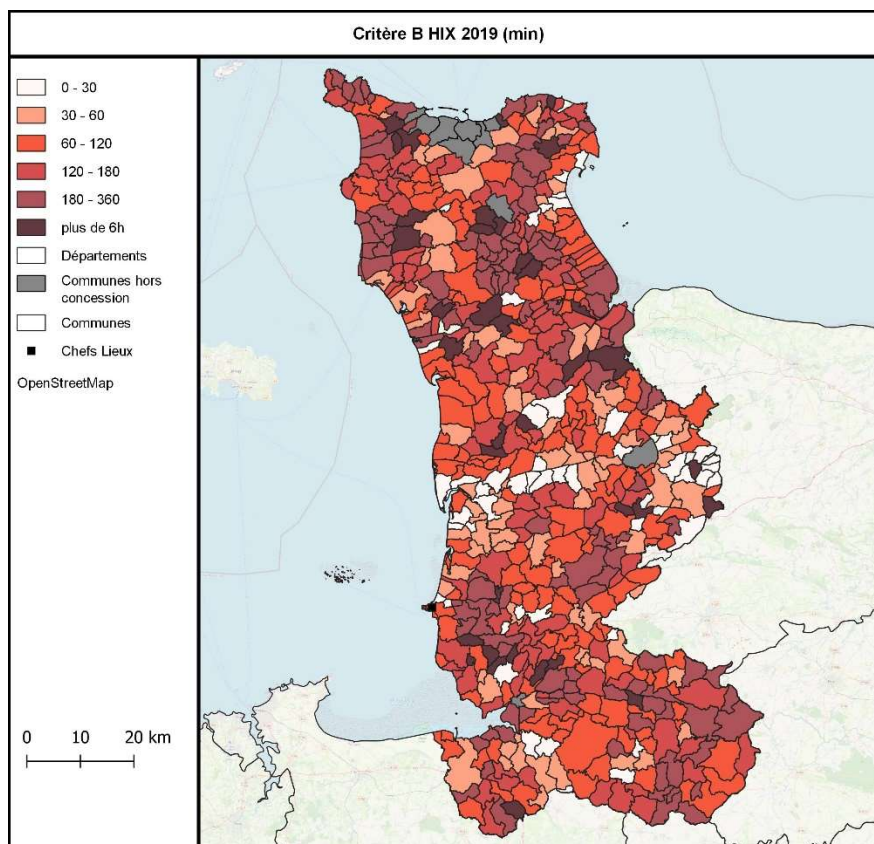 Critère B HIX 2019 (min)
0 - 30
30 - 60
60 - 120
120 - 180
180 - 360
plus de 6h
Départements
Communes hors
concession
Communes
Chefs Lieux
OpenStreetMap
0 10 20 km